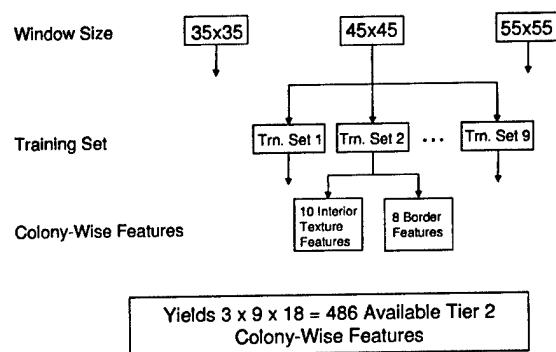 Window Size
35x35
45x45
55x55
Training Set
Trn. Set 1
Trn. Set 2
...
Trn. Set 9
Colony-Wise Features
10 Interior
Texture
Features
8 Border
Features
Yields 3 x 9 x 18 = 486 Available Tier 2
Colony-Wise Features